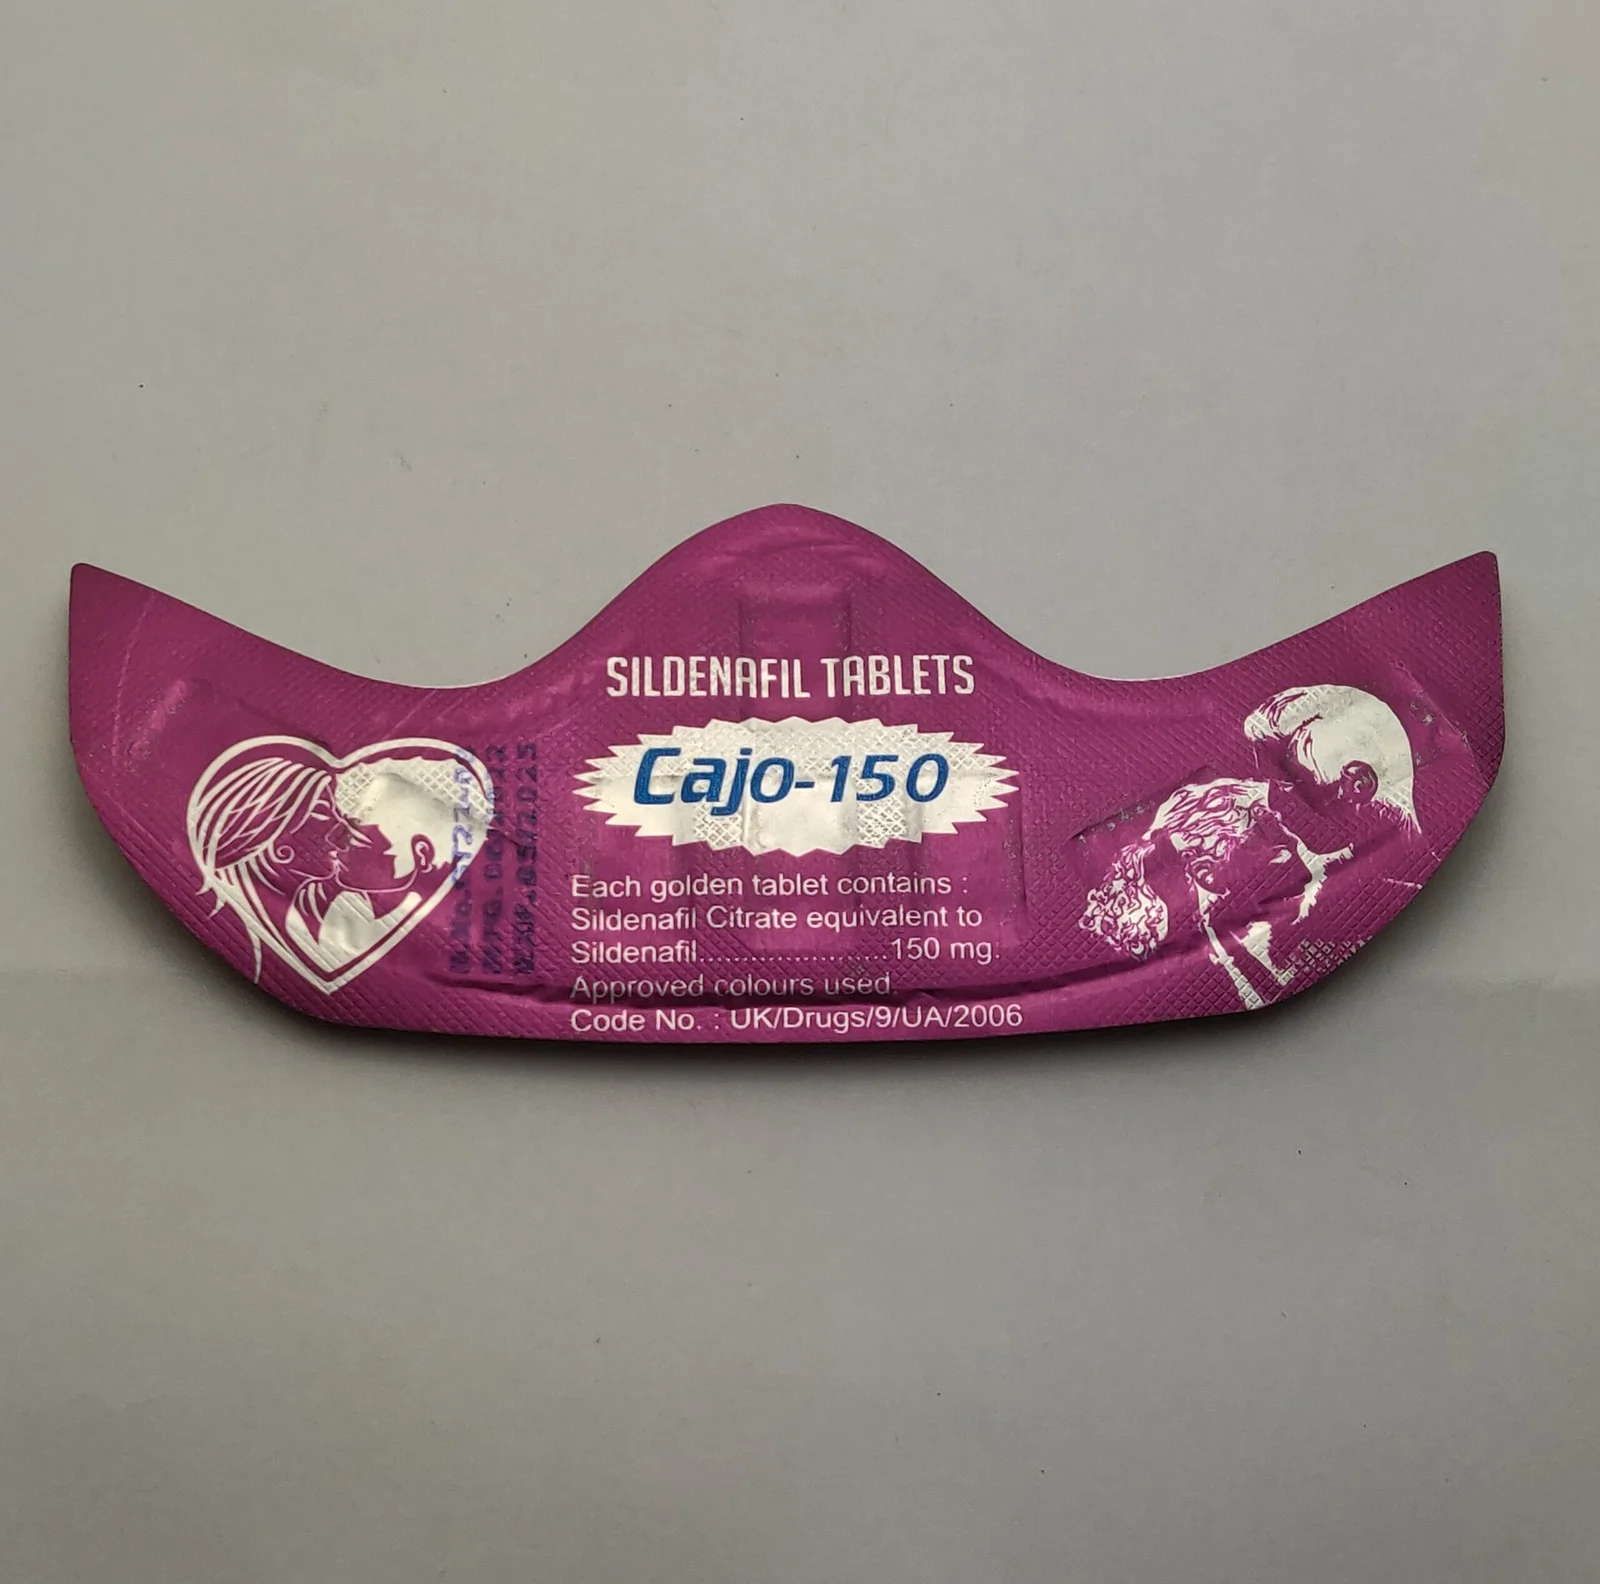 SILDENAFIL TABLETS
Cajo-150
Each golden tablet contains :
Sildenafil Citrate equivalent to
Sildenafil......................150 mg.
Approved colours used.
Code No. : UK/Drugs/9/UA/2006